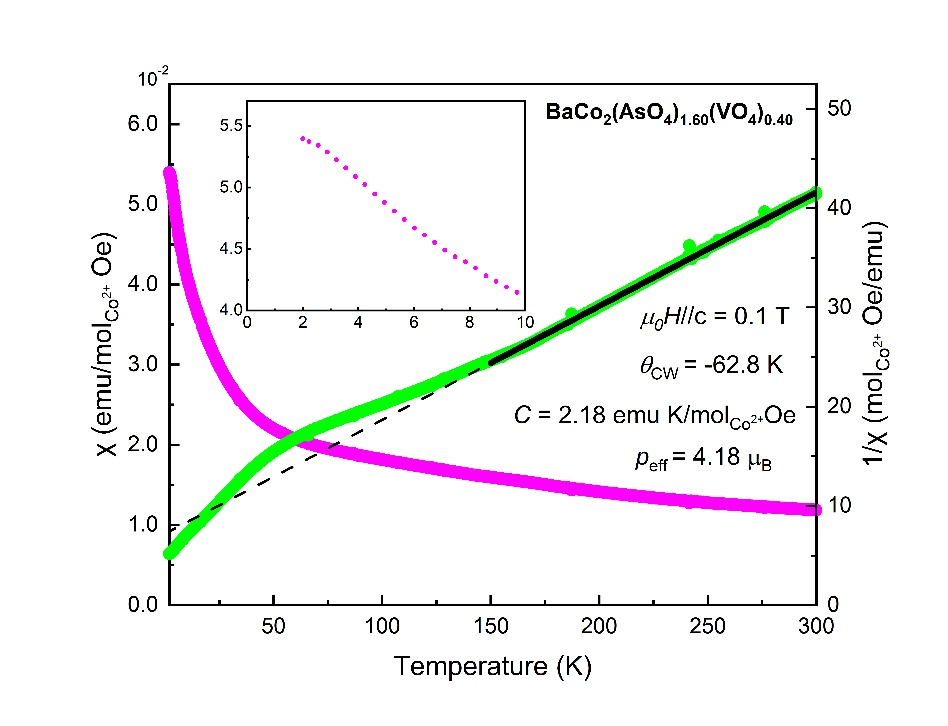 10-2
BaCo2(AsO4)1.60(VO4)0.40
6.0
5.0
4.0
3.0
2.0
1.0
0.0
χ (emu/molCo2+ Oe)
5.5
5.0
4.5
4.0
0 2 4 6 8 10
50
40
30
20
10
0
1/χ (molCo2+ Oe/emu)
μ0H//c = 0.1 T
θCW = -62.8 K
C = 2.18 emu K/molCo2+Oe
peff = 4.18 μB
50 100 150 200 250 300
Temperature (K)